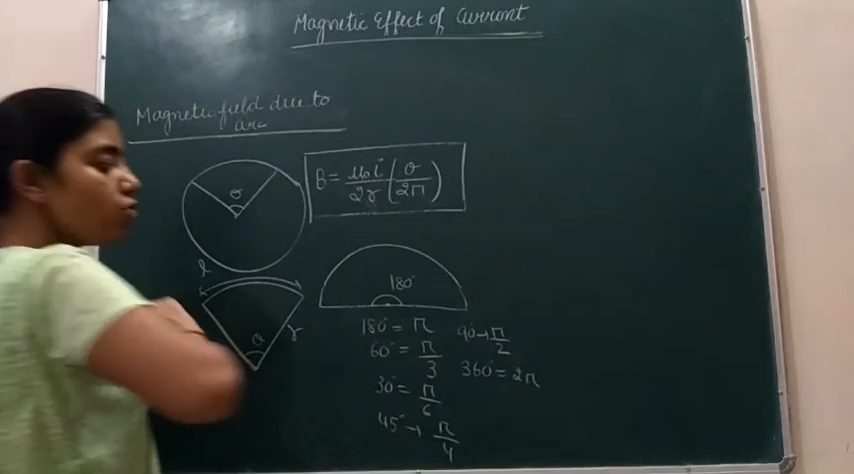 Magnetic Effect of Current
Magnetic field due to
arc
θ
B = μ₀i/2r (θ/2π)
l
180°
θ
r
180° = π
90 → π/2
60° = π/3
360° = 2π
30° = π/6
45° → π/4